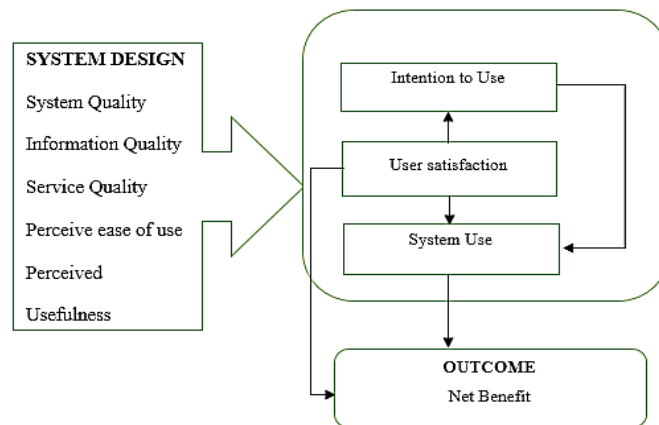 SYSTEM DESIGN
System Quality
Information Quality
Service Quality
Perceive ease of use
Perceived
Usefulness
Intention to Use
User satisfaction
System Use
OUTCOME
Net Benefit